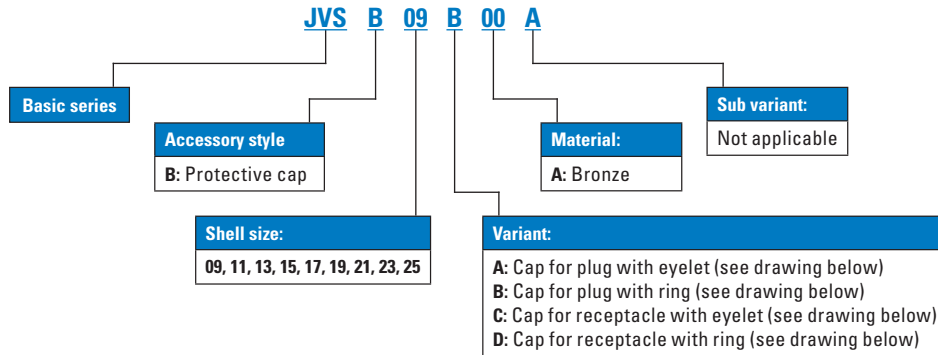 JVS B 09 B 00 A
Basic series
Sub variant:
Not applicable
Accessory style
B: Protective cap
Material:
A: Bronze
Shell size:
09, 11, 13, 15, 17, 19, 21, 23, 25
Variant:
A: Cap for plug with eyelet (see drawing below)
B: Cap for plug with ring (see drawing below)
C: Cap for receptacle with eyelet (see drawing below)
D: Cap for receptacle with ring (see drawing below)